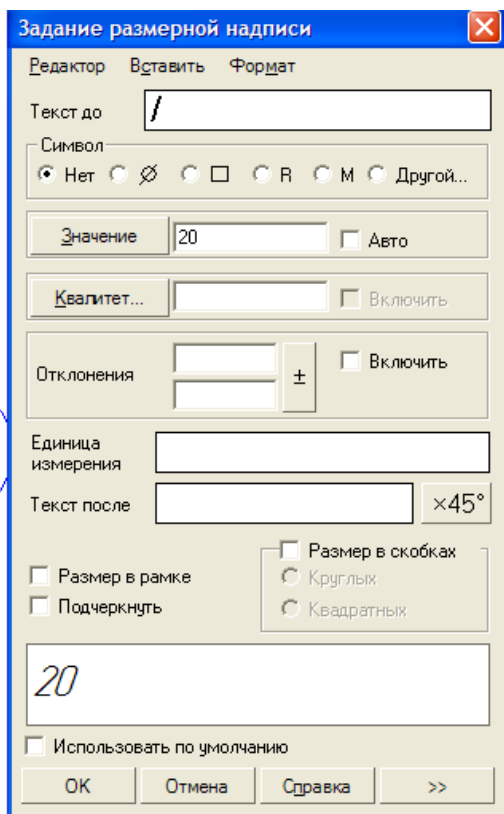 Задание размерной надписи
Редактор Вставить Формат
Текст до /
Символ
Нет Ø □ R M Другой...
Значение 20 Авто
Квалитет... Включить
Отклонения ± Включить
Единица
измерения
Текст после ×45°
Размер в скобках
Размер в рамке Круглых
Подчеркнуть Квадратных
20
Использовать по умолчанию
OK Отмена Справка >>